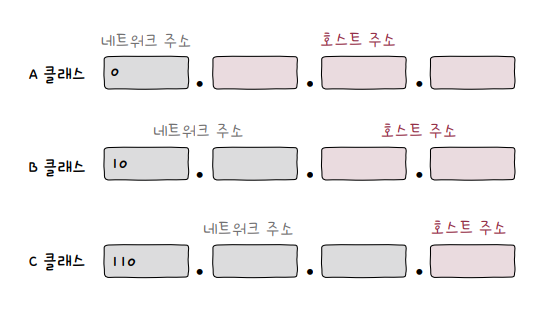 네트워크 주소 호스트 주소
A 클래스 0 . . .
네트워크 주소 호스트 주소
B 클래스 10 . . .
네트워크 주소 호스트 주소
C 클래스 110 . . .